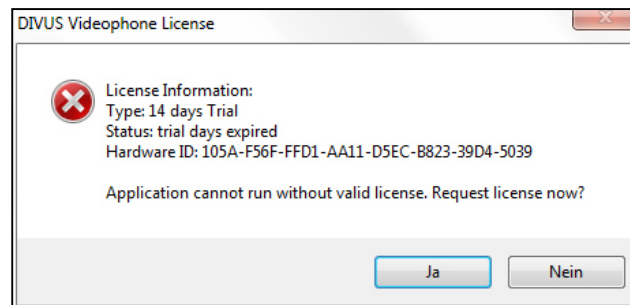 DIVUS Videophone License
License Information:
Type: 14 days Trial
Status: trial days expired
Hardware ID: 105A-F56F-FFD1-AA11-D5EC-B823-39D4-5039
Application cannot run without valid license. Request license now?
Ja
Nein